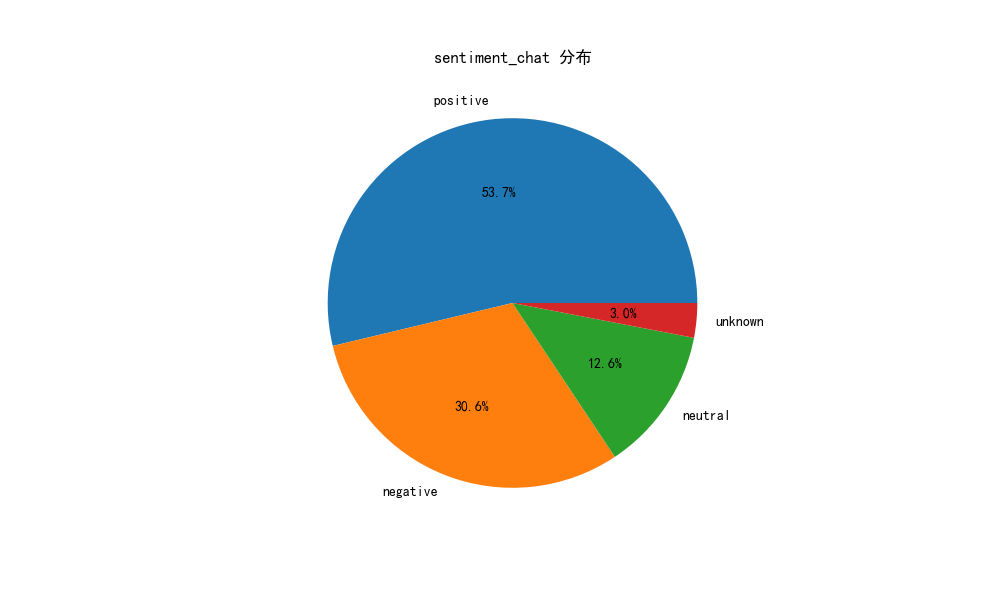 sentiment_chat 分布
positive
53.7%
3.0%
unknown
12.6%
30.6%
neutral
negative